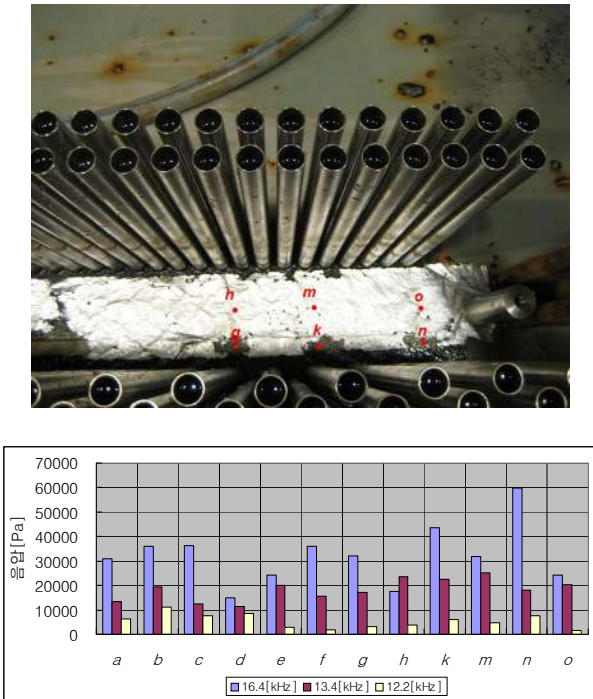 h
m
o
g
k
n
음압[Pa]
70000
60000
50000
40000
30000
20000
10000
0
a b c d e f g h k m n o
16.4[kHz] 13.4[kHz] 12.2[kHz]